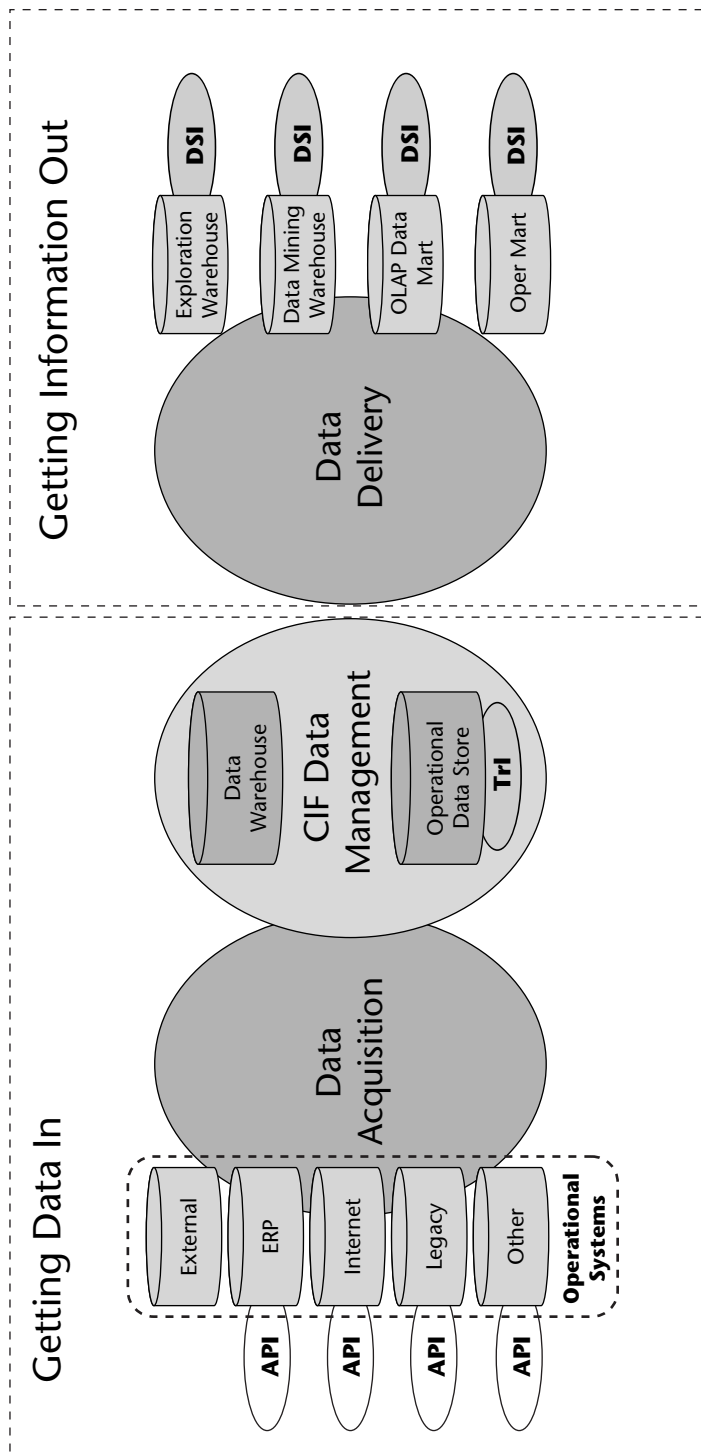 Getting Data In
API
API
API
API
External
ERP
Internet
Legacy
Other
Operational
Systems
Data
Acquisition
Data
Warehouse
CIF Data
Management
Operational
Data Store
TrI
Getting Information Out
Data
Delivery
Exploration
Warehouse
Data Mining
Warehouse
OLAP Data
Mart
Oper Mart
DSI
DSI
DSI
DSI